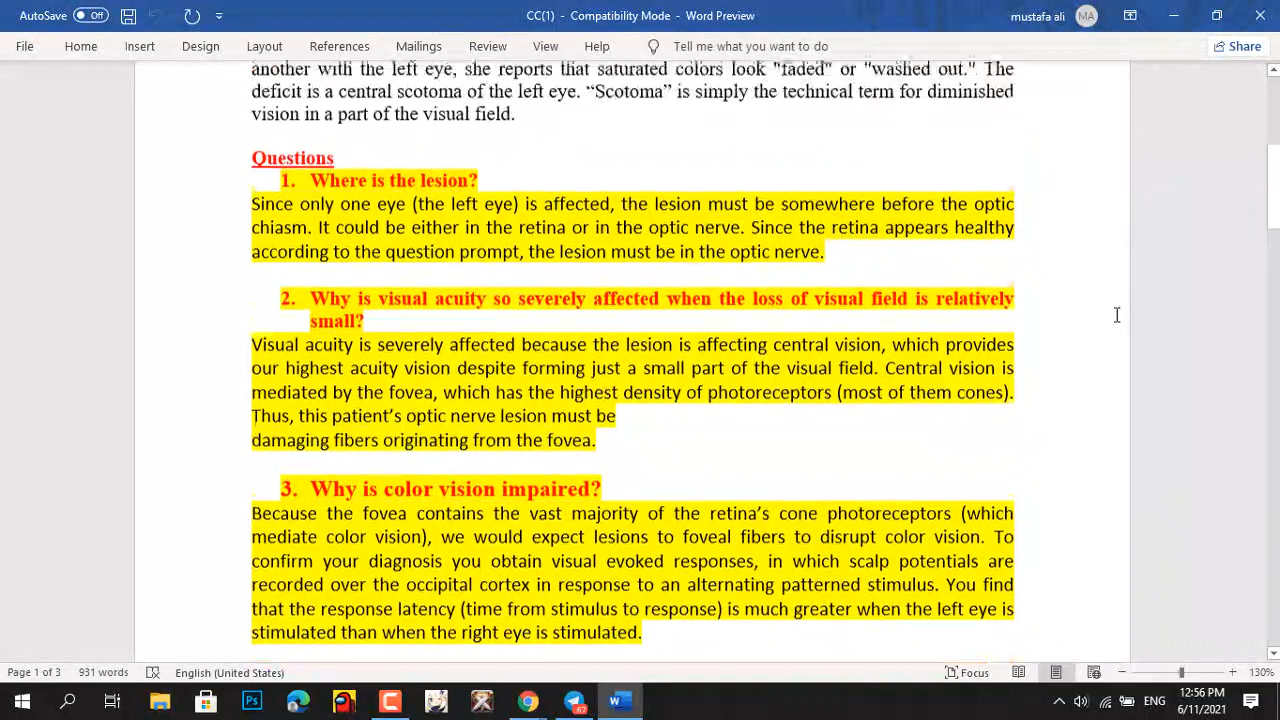 AutoSave Off
CC(1) - Compatibility Mode - Word Preview
mustafa ali MA
File Home Insert Design Layout References Mailings Review View Help Tell me what you want to do Share
another with the left eye, she reports that saturated colors look "faded" or "washed out." The
deficit is a central scotoma of the left eye. “Scotoma” is simply the technical term for diminished
vision in a part of the visual field.
Questions
1. Where is the lesion?
Since only one eye (the left eye) is affected, the lesion must be somewhere before the optic
chiasm. It could be either in the retina or in the optic nerve. Since the retina appears healthy
according to the question prompt, the lesion must be in the optic nerve.
2. Why is visual acuity so severely affected when the loss of visual field is relatively
small?
Visual acuity is severely affected because the lesion is affecting central vision, which provides
our highest acuity vision despite forming just a small part of the visual field. Central vision is
mediated by the fovea, which has the highest density of photoreceptors (most of them cones).
Thus, this patient’s optic nerve lesion must be
damaging fibers originating from the fovea.
3. Why is color vision impaired?
Because the fovea contains the vast majority of the retina’s cone photoreceptors (which
mediate color vision), we would expect lesions to foveal fibers to disrupt color vision. To
confirm your diagnosis you obtain visual evoked responses, in which scalp potentials are
recorded over the occipital cortex in response to an alternating patterned stimulus. You find
that the response latency (time from stimulus to response) is much greater when the left eye is
stimulated than when the right eye is stimulated.
Page 1 of 3 931 words English (United States) Focus 130%
Ps 67 ENG 12:56 PM
6/11/2021